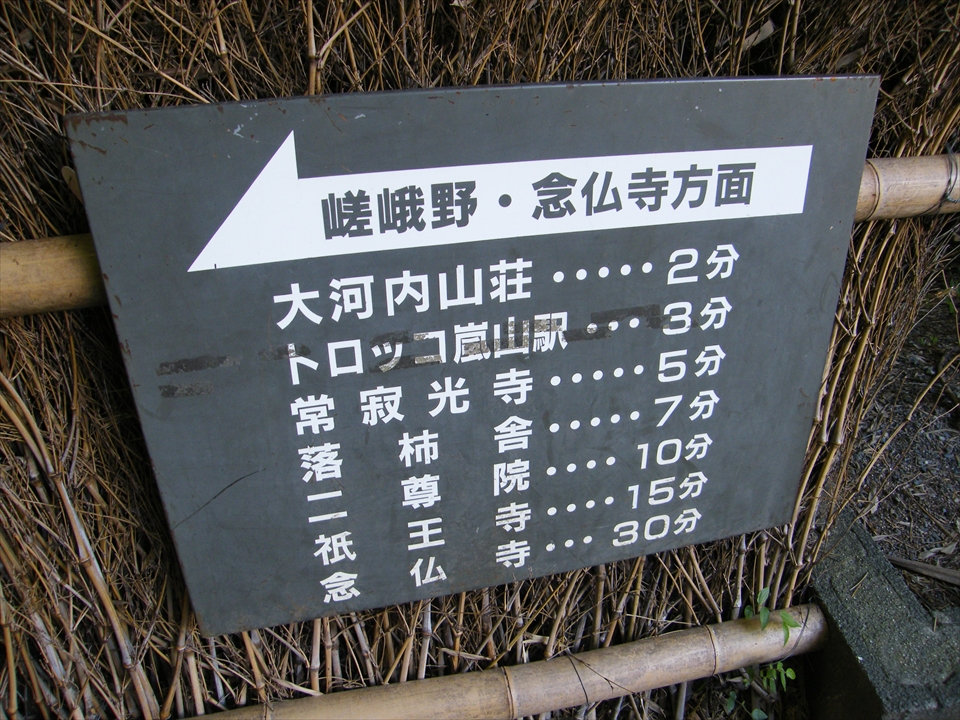 嵯峨野・念仏寺方面
大河内山荘・・・・・2分
トロッコ嵐山駅・・・3分
常寂光寺・・・・・5分
落柿舎・・・・・7分
二尊院・・・・10分
祇王寺・・・・15分
念仏寺・・・30分